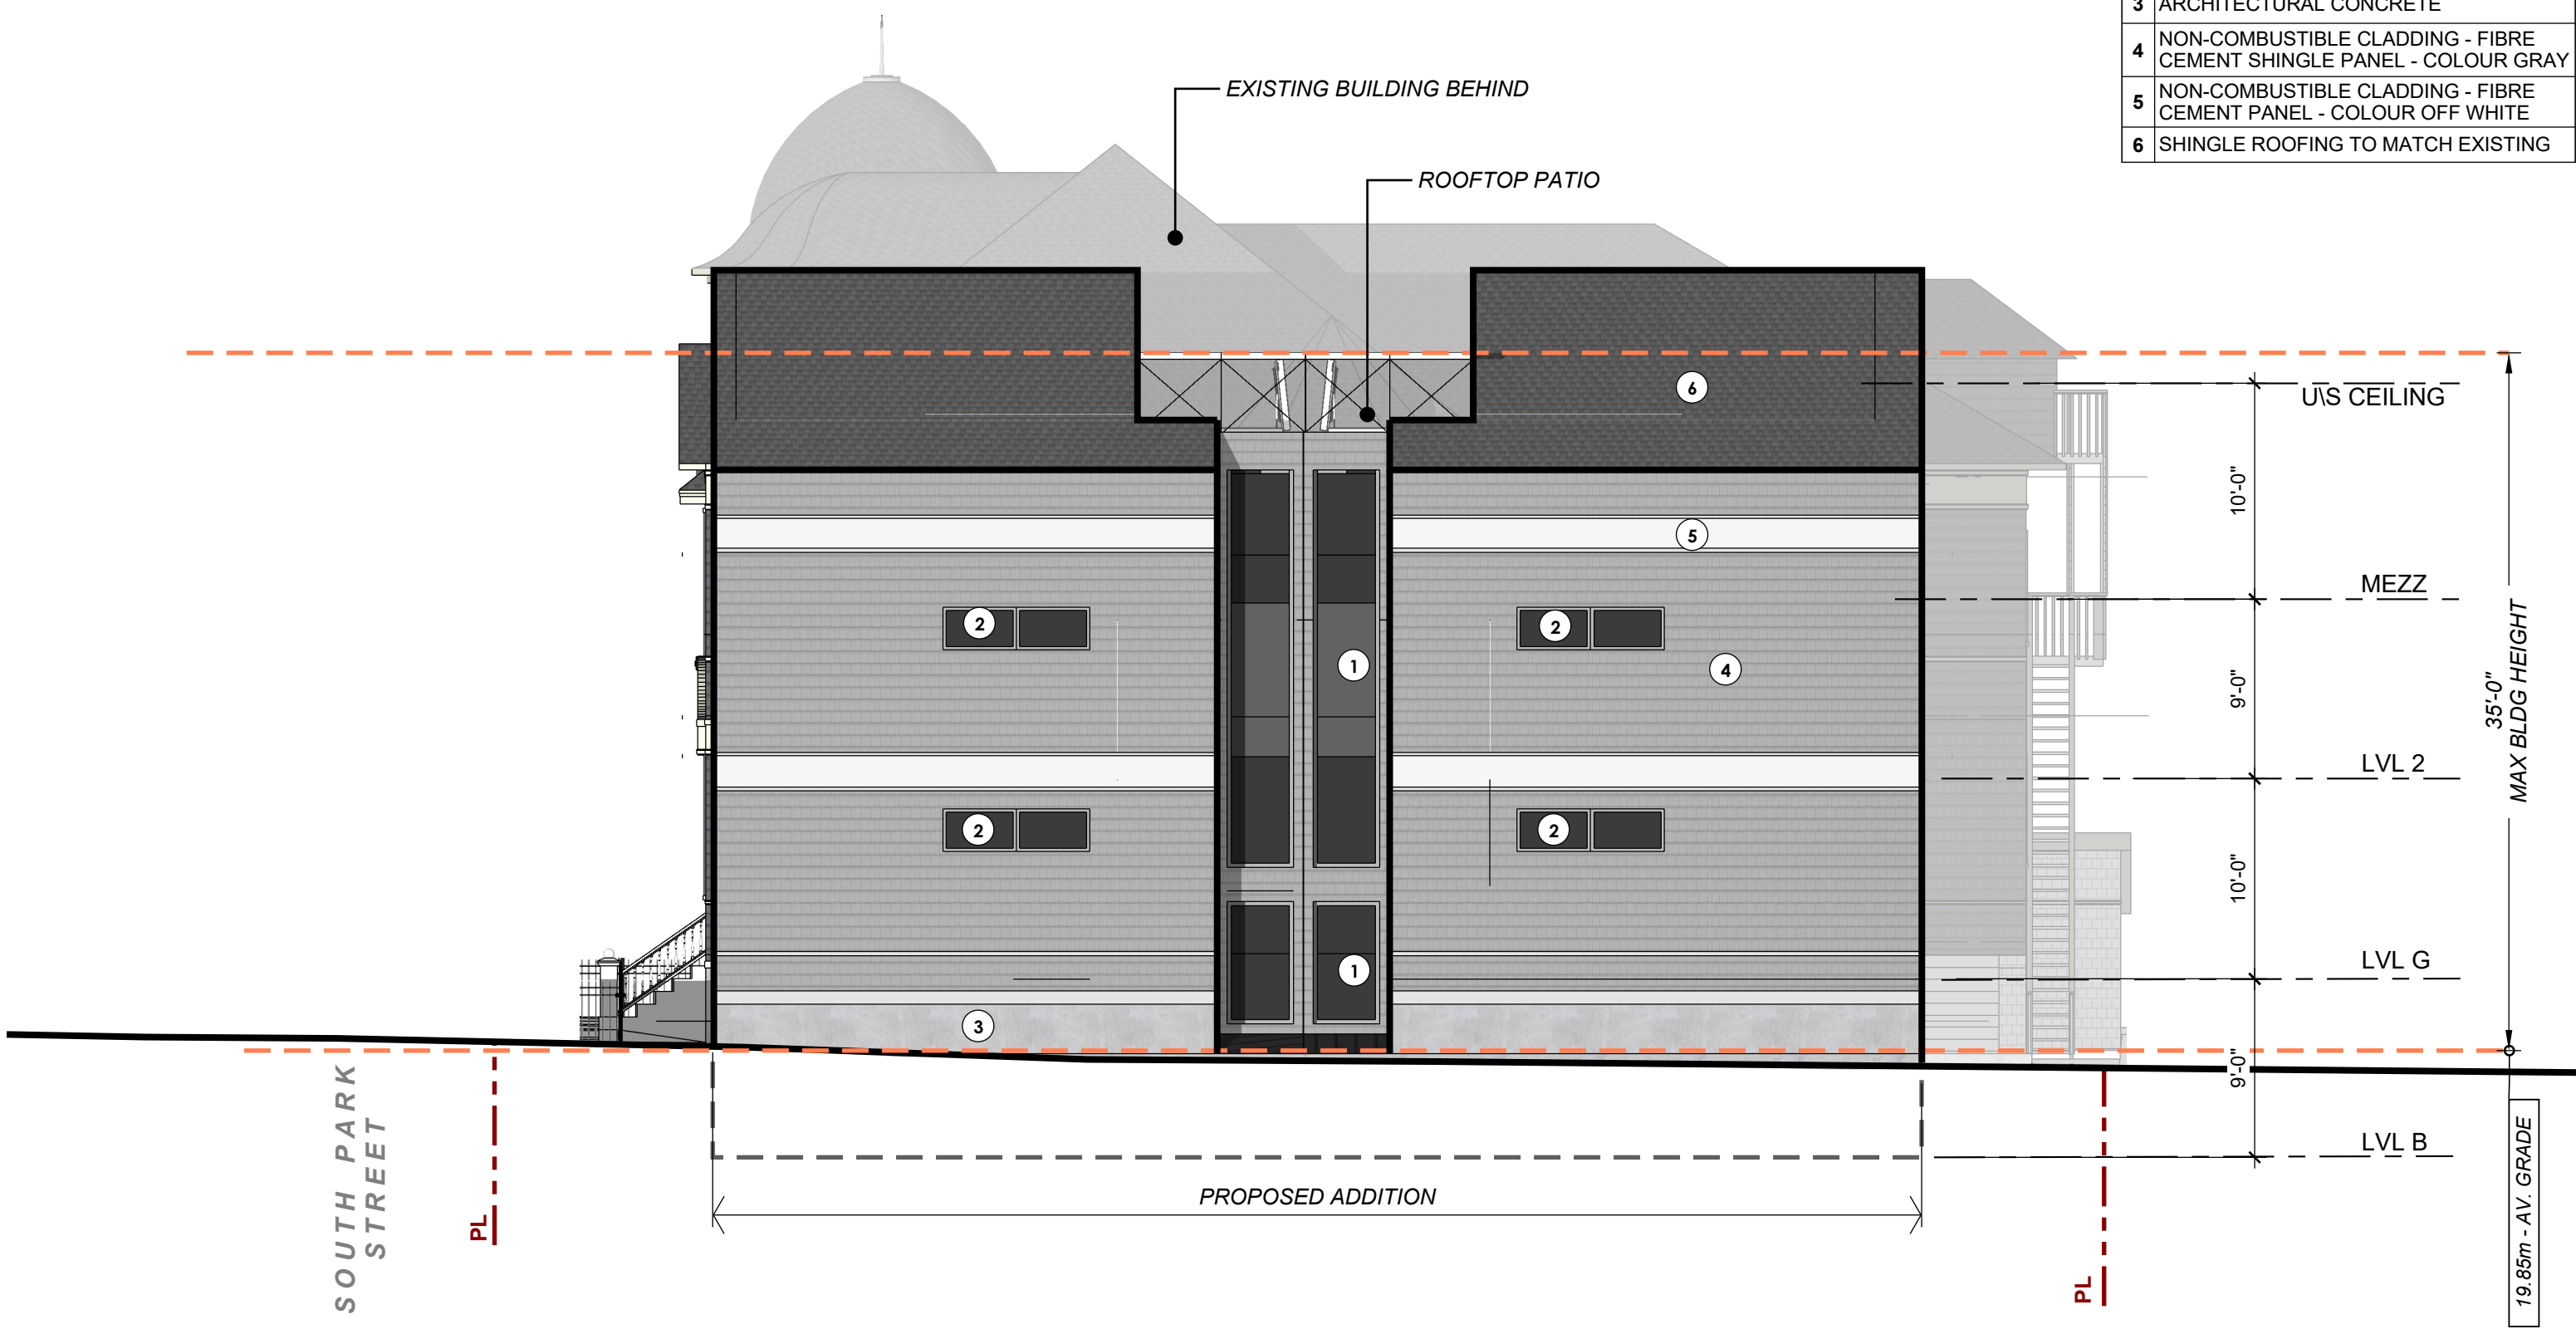 3 ARCHITECTURAL CONCRETE
4 NON-COMBUSTIBLE CLADDING - FIBRE
CEMENT SHINGLE PANEL - COLOUR GRAY
5 NON-COMBUSTIBLE CLADDING - FIBRE
CEMENT PANEL - COLOUR OFF WHITE
6 SHINGLE ROOFING TO MATCH EXISTING
EXISTING BUILDING BEHIND
ROOFTOP PATIO
6
U\S CEILING
10'-0"
5
MEZZ
2
2
1
4
9'-0"
35'-0"
MAX BLDG HEIGHT
LVL 2
2
2
10'-0"
LVL G
1
3
9'-0"
SOUTH PARK
STREET
PL
LVL B
PROPOSED ADDITION
PL
19.85m - AV. GRADE